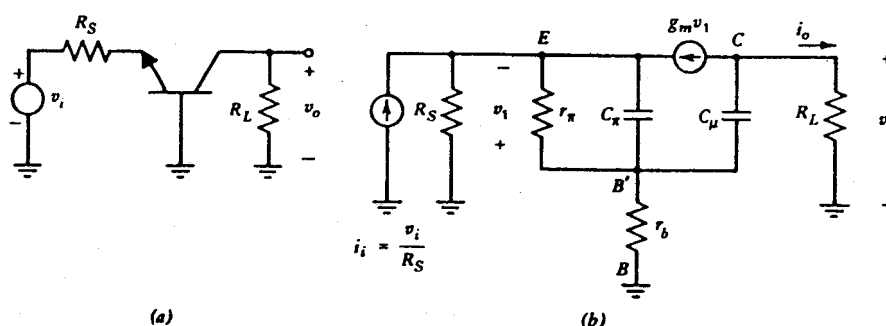 R_S
+
v_i
−
R_L
+
v_o
−
(a)
i_i = v_i / R_S
R_S
E
−
v_1
+
r_π
C_π
g_m v_1
C
C_μ
i_o
R_L
+
v
−
B'
r_b
B
(b)